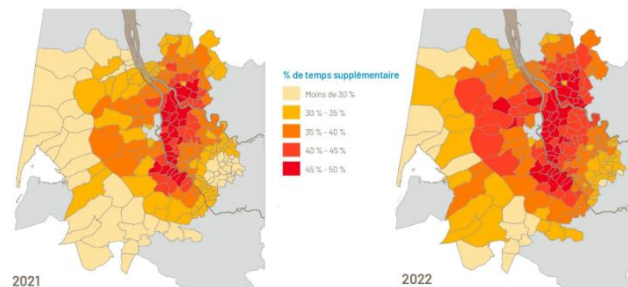 % de temps supplémentaire
Moins de 30 %
30 % - 35 %
35 % - 40 %
40 % - 45 %
45 % - 50 %
2021
2022